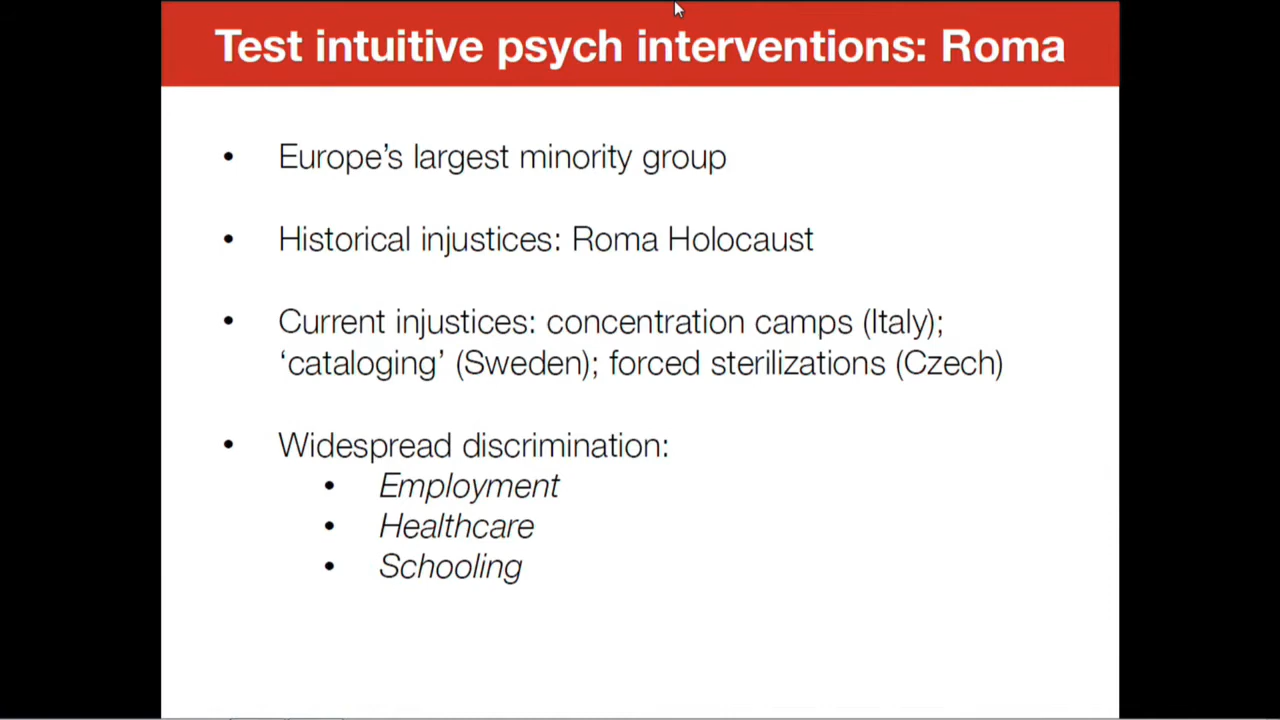 Test intuitive psych interventions: Roma
• Europe’s largest minority group
• Historical injustices: Roma Holocaust
• Current injustices: concentration camps (Italy);
‘cataloging’ (Sweden); forced sterilizations (Czech)
• Widespread discrimination:
• Employment
• Healthcare
• Schooling